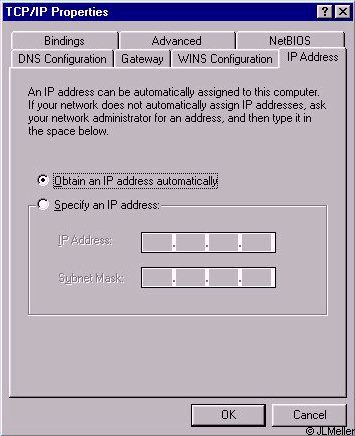 TCP/IP Properties
Bindings Advanced NetBIOS
DNS Configuration Gateway WINS Configuration IP Address
An IP address can be automatically assigned to this computer.
If your network does not automatically assign IP addresses, ask
your network administrator for an address, and then type it in
the space below.
Obtain an IP address automatically
Specify an IP address:
IP Address:
Subnet Mask:
OK Cancel
© JLMeller